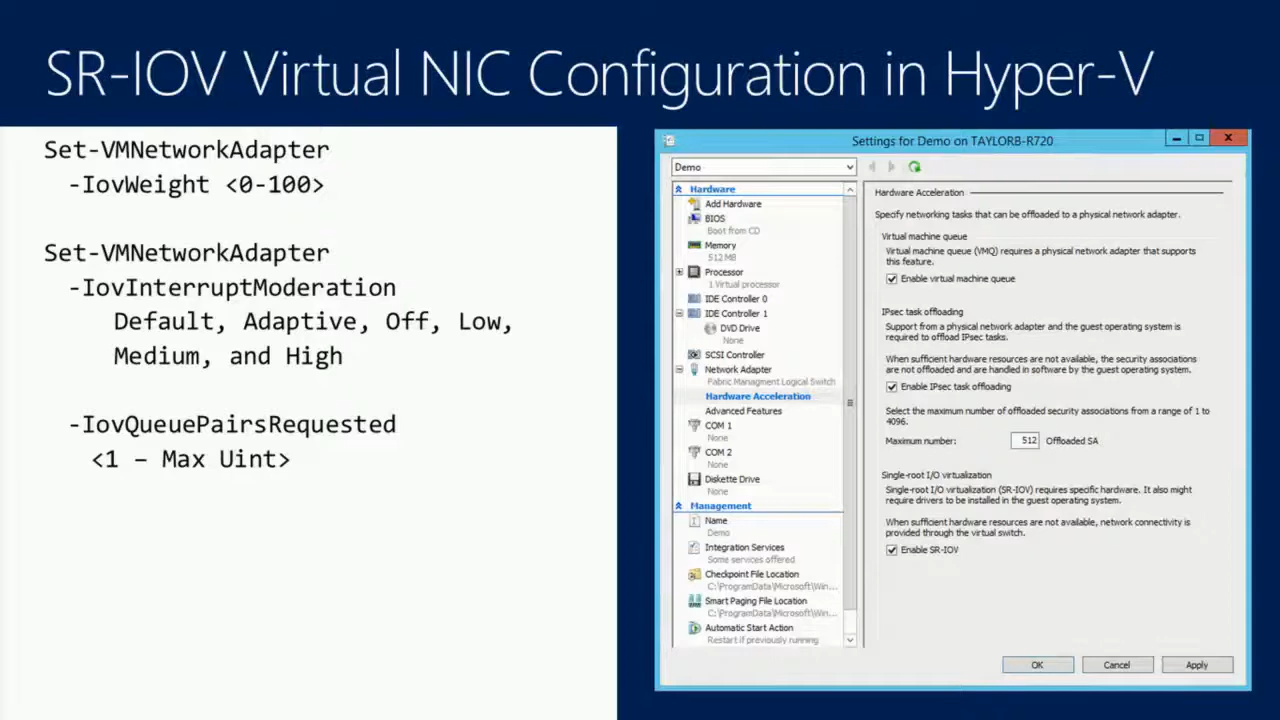 SR-IOV Virtual NIC Configuration in Hyper-V
Set-VMNetworkAdapter
-IovWeight <0-100>
Set-VMNetworkAdapter
-IovInterruptModeration
Default, Adaptive, Off, Low,
Medium, and High
-IovQueuePairsRequested
<1 – Max Uint>
Settings for Demo on TAYLORB-R720
Demo
Hardware
Add Hardware
BIOS
Boot from CD
Memory
512 MB
Processor
1 Virtual processor
IDE Controller 0
IDE Controller 1
DVD Drive
None
SCSI Controller
Network Adapter
Fabric Managment Logical Switch
Hardware Acceleration
Advanced Features
COM 1
None
COM 2
None
Diskette Drive
None
Management
Name
Demo
Integration Services
Some services offered
Checkpoint File Location
C:\ProgramData\Microsoft\Win...
Smart Paging File Location
C:\ProgramData\Microsoft\Win...
Automatic Start Action
Restart if previously running
Hardware Acceleration
Specify networking tasks that can be offloaded to a physical network adapter.
Virtual machine queue
Virtual machine queue (VMQ) requires a physical network adapter that supports
this feature.
Enable virtual machine queue
IPsec task offloading
Support from a physical network adapter and the guest operating system is
required to offload IPsec tasks.
When sufficient hardware resources are not available, the security associations
are not offloaded and are handled in software by the guest operating system.
Enable IPsec task offloading
Select the maximum number of offloaded security associations from a range of 1 to
4096.
Maximum number: 512 Offloaded SA
Single-root I/O virtualization
Single-root I/O virtualization (SR-IOV) requires specific hardware. It also might
require drivers to be installed in the guest operating system.
When sufficient hardware resources are not available, network connectivity is
provided through the virtual switch.
Enable SR-IOV
OK Cancel Apply